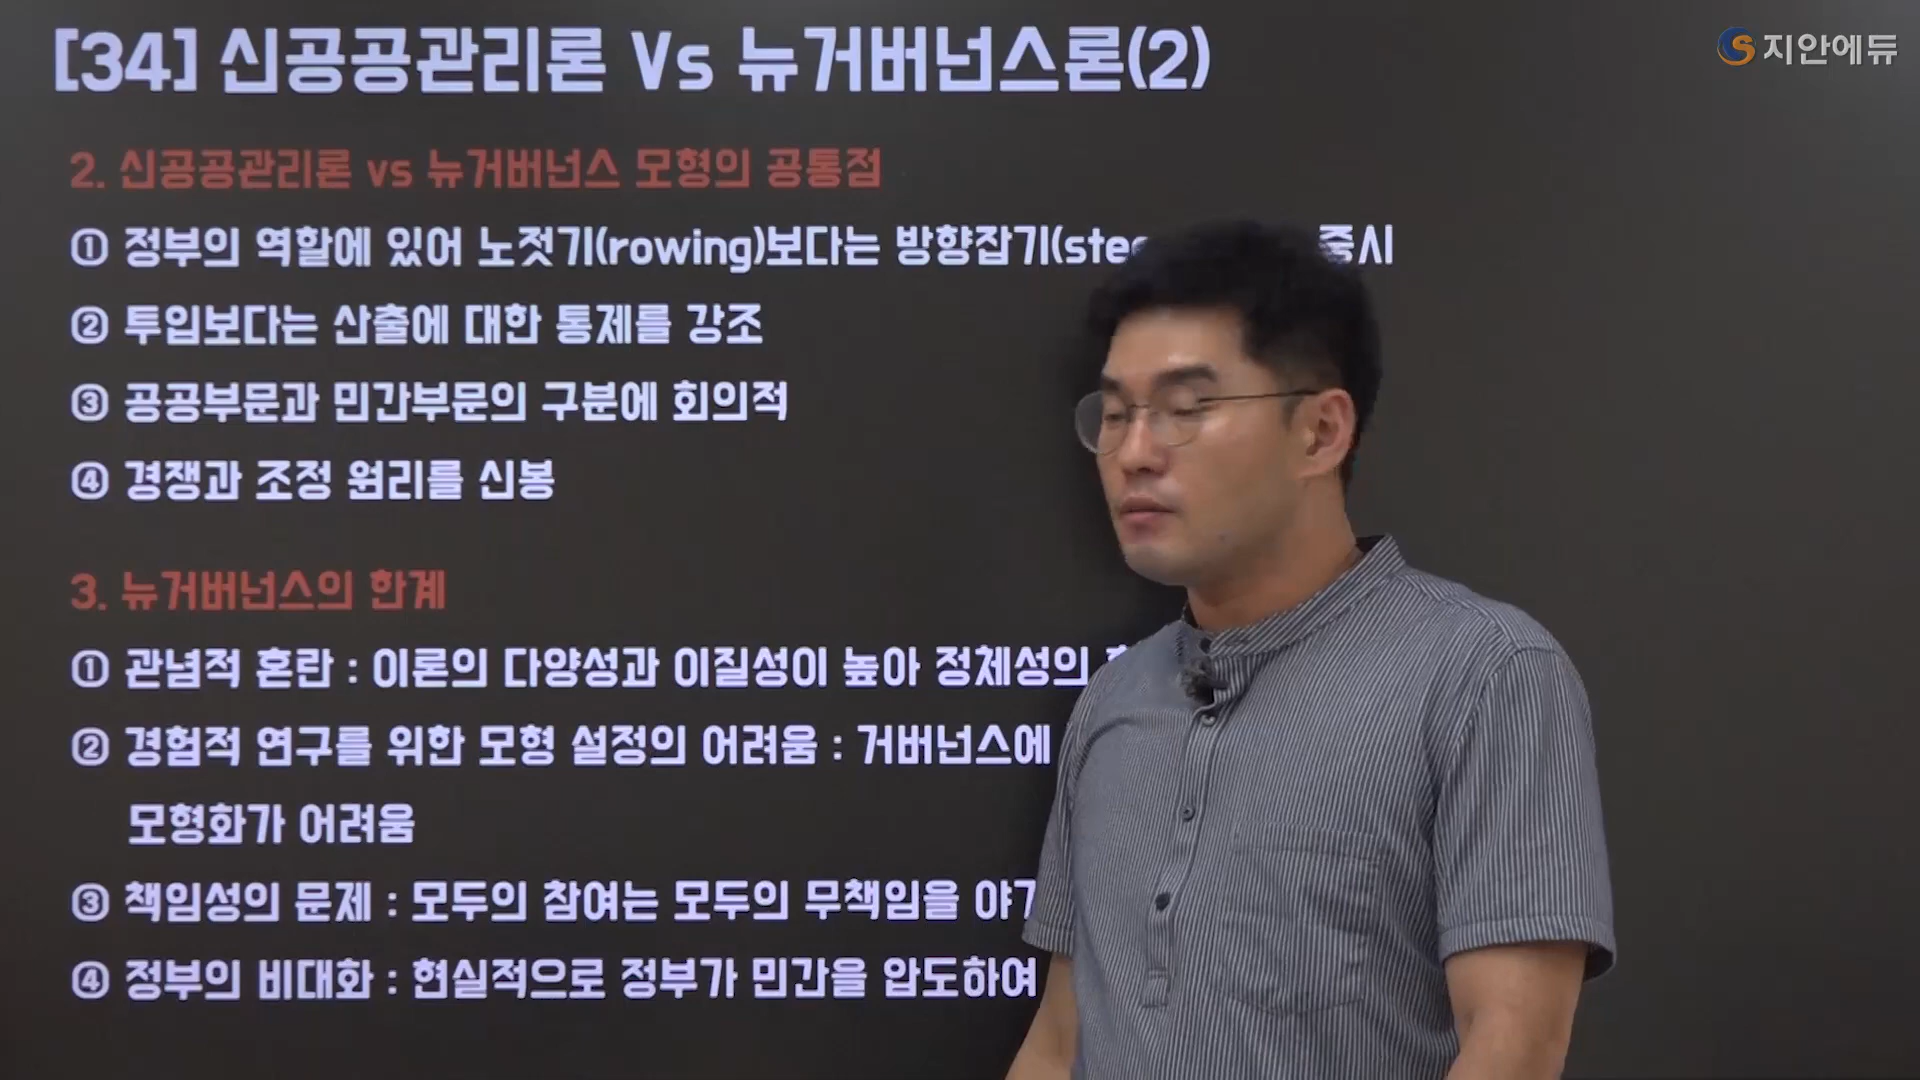 [34] 신공공관리론 Vs 뉴거버넌스론(2)
지안에듀
2. 신공공관리론 vs 뉴거버넌스 모형의 공통점
① 정부의 역할에 있어 노젓기(rowing)보다는 방향잡기(stee 중시
② 투입보다는 산출에 대한 통제를 강조
③ 공공부문과 민간부문의 구분에 회의적
④ 경쟁과 조정 원리를 신봉
3. 뉴거버넌스의 한계
① 관념적 혼란 : 이론의 다양성과 이질성이 높아 정체성의
② 경험적 연구를 위한 모형 설정의 어려움 : 거버넌스에
모형화가 어려움
③ 책임성의 문제 : 모두의 참여는 모두의 무책임을
④ 정부의 비대화 : 현실적으로 정부가 민간을 압도하여